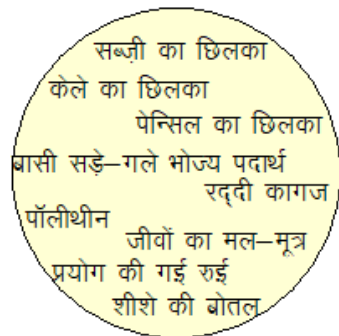 सब्ज़ी का छिलका
केले का छिलका
पेन्सिल का छिलका
बासी सड़े–गले भोज्य पदार्थ
रद्‌दी कागज
पॉलीथीन
जीवों का मल–मूत्र
प्रयोग की गई रुई
शीशे की बोतल